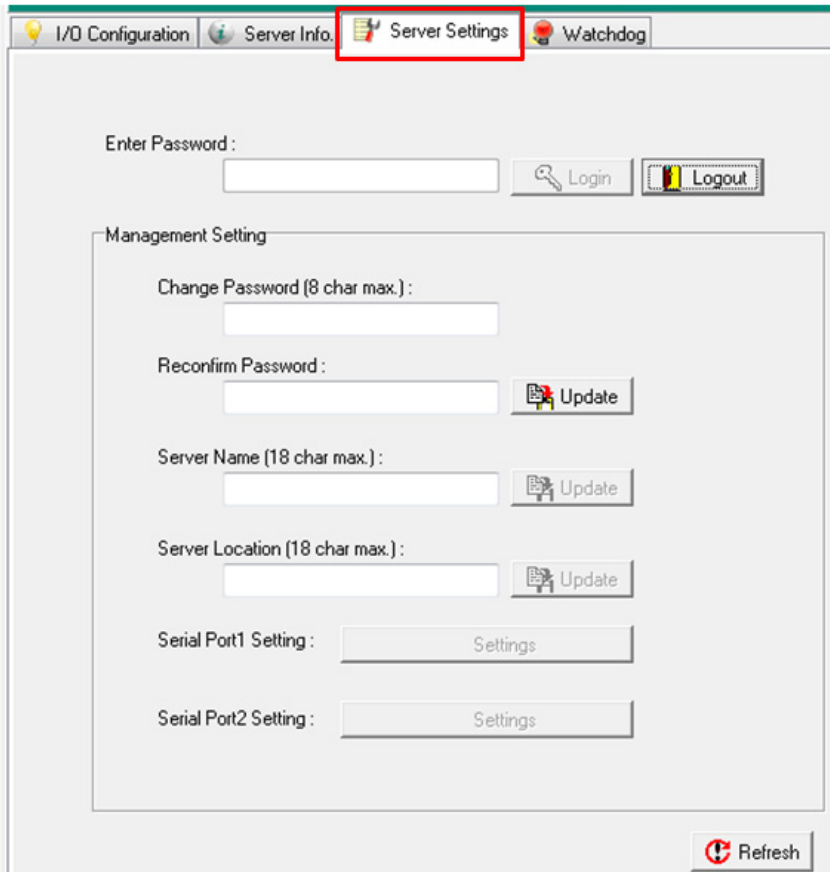 I/O Configuration Server Info. Server Settings Watchdog
Enter Password :
Login Logout
Management Setting
Change Password (8 char max.) :
Reconfirm Password :
Update
Server Name (18 char max.) :
Update
Server Location (18 char max.) :
Update
Serial Port1 Setting : Settings
Serial Port2 Setting : Settings
Refresh